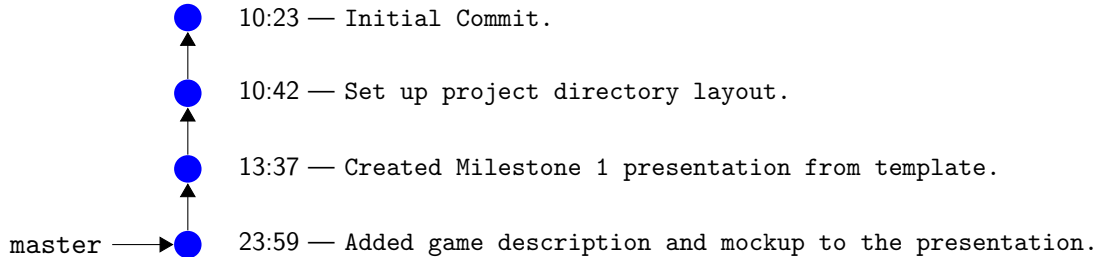 10:23 — Initial Commit.
10:42 — Set up project directory layout.
13:37 — Created Milestone 1 presentation from template.
master 23:59 — Added game description and mockup to the presentation.